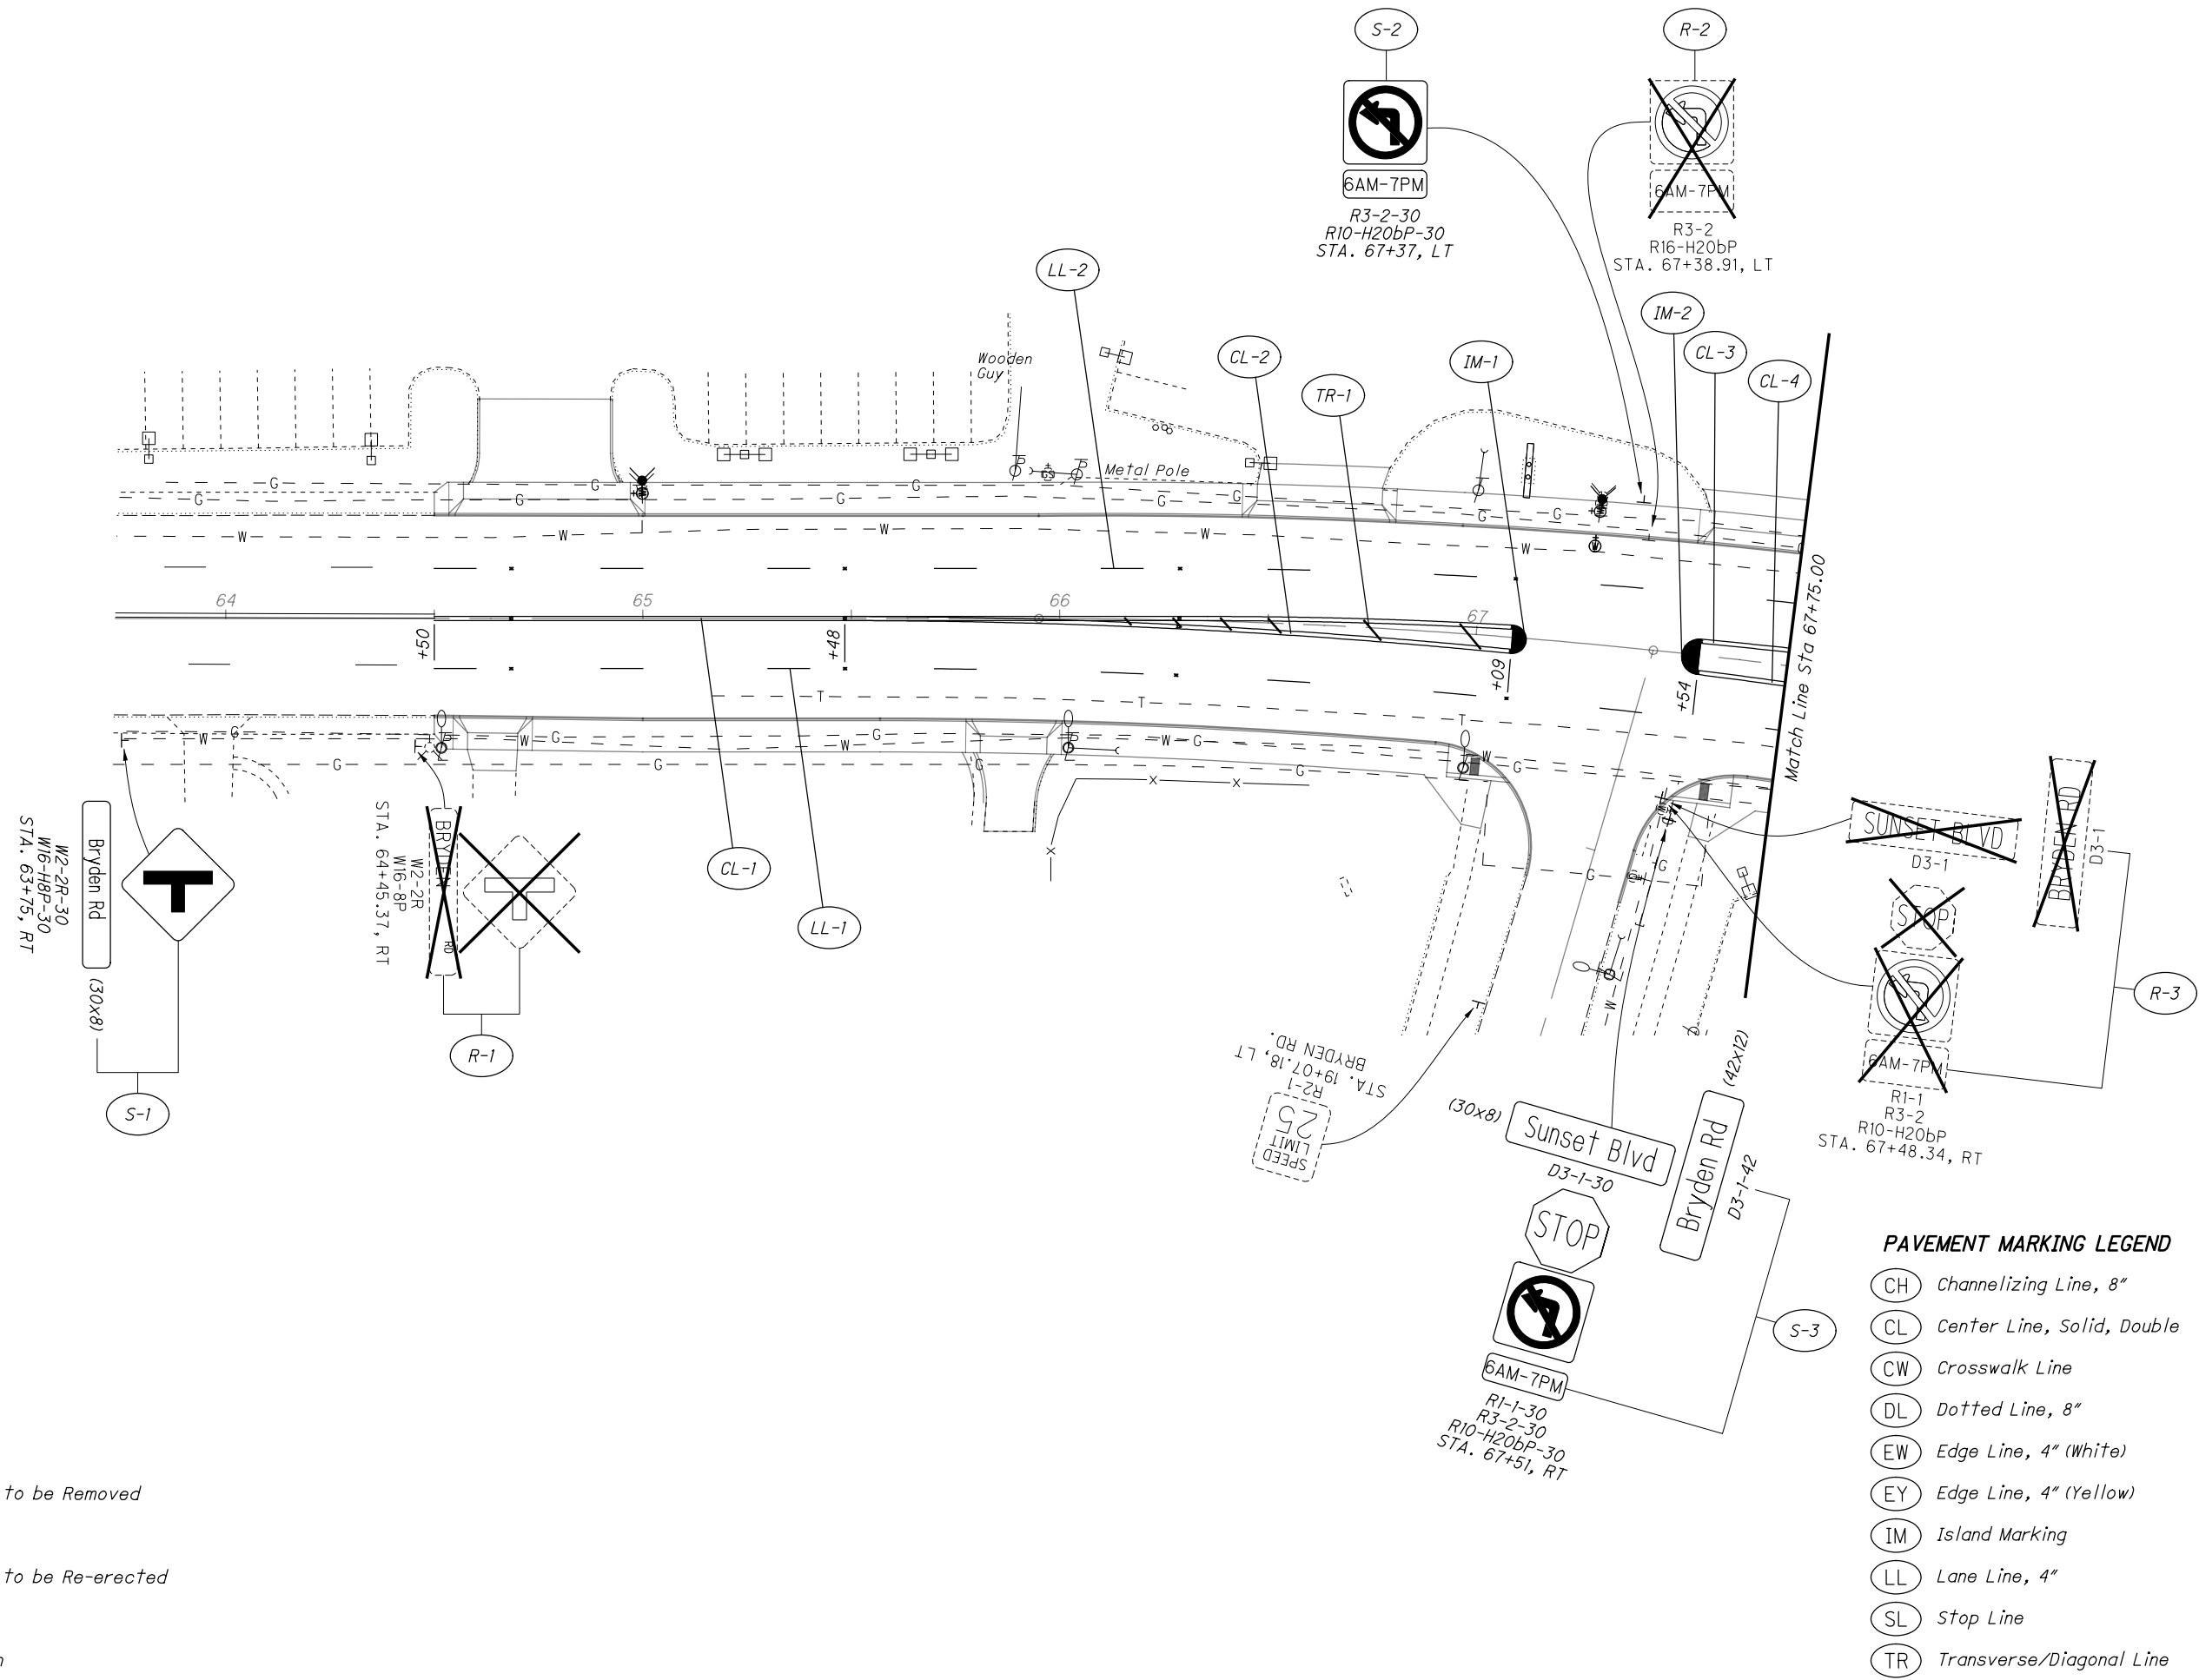 S-2
R-2
6AM-7PM
R3-2-30
R10-H20bP-30
STA. 67+37, LT
6AM-7PM
R3-2
R16-H20bP
STA. 67+38.91, LT
LL-2
IM-2
CL-3
CL-4
CL-2
TR-1
IM-1
Wooden
Guy
Metal Pole
G
G
G
G
G
G
G
G
G
G
G
GS
W
W
W
W
W
W
64
65
66
67
+50
+48
+09
+54
Match Line Sta 67+75.00
T
T
T
G
W
G
W
G
W
G
W
G
G
G
G
G
G
G
W
X
X
X
X
CL-1
LL-1
Bryden Rd
(30x8)
W2-2R-30
W16-H8P-30
STA. 63+75, RT
S-1
BRYDEN RD
W2-2R
W16-8P
STA. 64+45.37, RT
R-1
SUNSET BLVD
D3-1
BRYDEN RD
D3-1
STOP
6AM-7PM
R1-1
R3-2
R10-H20bP
STA. 67+48.34, RT
R-3
SPEED
LIMIT
25
R2-1
STA. 19+07.18, LT
BRYDEN RD.
(30x8)
Sunset Blvd
D3-1-30
(42x12)
Bryden Rd
D3-1-42
STOP
6AM-7PM
R1-1-30
R3-2-30
R10-H20bP-30
STA. 67+51, RT
S-3
PAVEMENT MARKING LEGEND
CH Channelizing Line, 8"
CL Center Line, Solid, Double
CW Crosswalk Line
DL Dotted Line, 8"
EW Edge Line, 4" (White)
EY Edge Line, 4" (Yellow)
IM Island Marking
LL Lane Line, 4"
SL Stop Line
TR Transverse/Diagonal Line
to be Removed
to be Re-erected